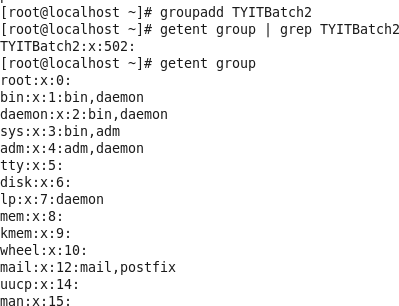 [root@localhost ~]# groupadd TYITBatch2
[root@localhost ~]# getent group | grep TYITBatch2
TYITBatch2:x:502:
[root@localhost ~]# getent group
root:x:0:
bin:x:1:bin,daemon
daemon:x:2:bin,daemon
sys:x:3:bin,adm
adm:x:4:adm,daemon
tty:x:5:
disk:x:6:
lp:x:7:daemon
mem:x:8:
kmem:x:9:
wheel:x:10:
mail:x:12:mail,postfix
uucp:x:14:
man:x:15: